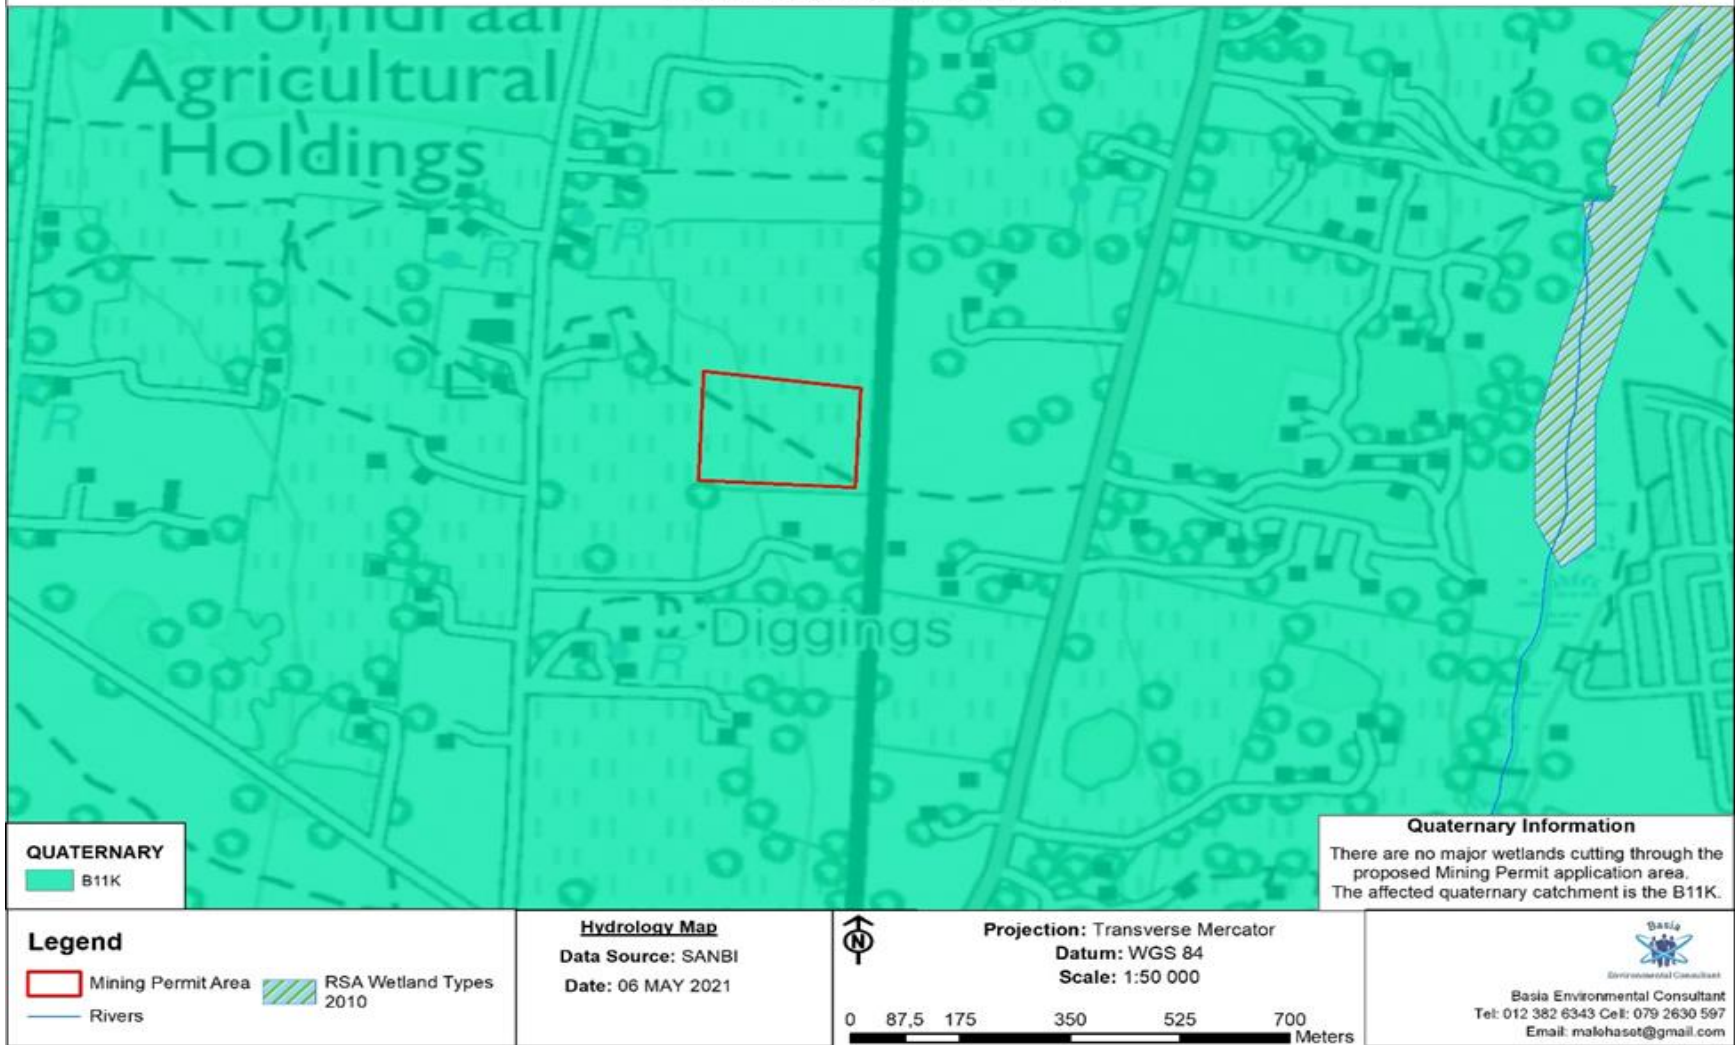 Kromdraai
Agricultural
Holdings
R
R
R
R
Diggings
R
QUATERNARY
B11K
Quaternary Information
There are no major wetlands cutting through the
proposed Mining Permit application area.
The affected quaternary catchment is the B11K.
Legend
Mining Permit Area
RSA Wetland Types
2010
Rivers
Hydrology Map
Data Source: SANBI
Date: 06 MAY 2021
N
Projection: Transverse Mercator
Datum: WGS 84
Scale: 1:50 000
0 87,5 175 350 525 700
Meters
Basia
Environmental Consultant
Basia Environmental Consultant
Tel: 012 382 6343 Cell: 079 2630 597
Email: malehaset@gmail.com